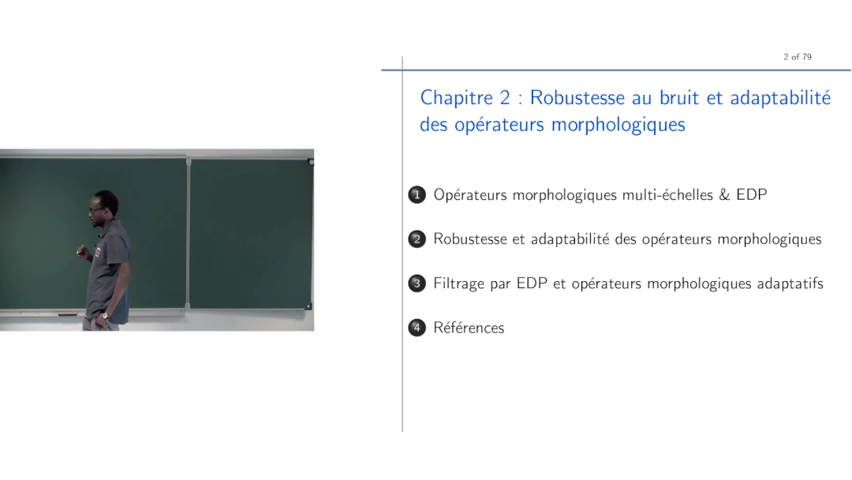 2 of 79
Chapitre 2 : Robustesse au bruit et adaptabilité
des opérateurs morphologiques
1 Opérateurs morphologiques multi-échelles & EDP
2 Robustesse et adaptabilité des opérateurs morphologiques
3 Filtrage par EDP et opérateurs morphologiques adaptatifs
4 Références